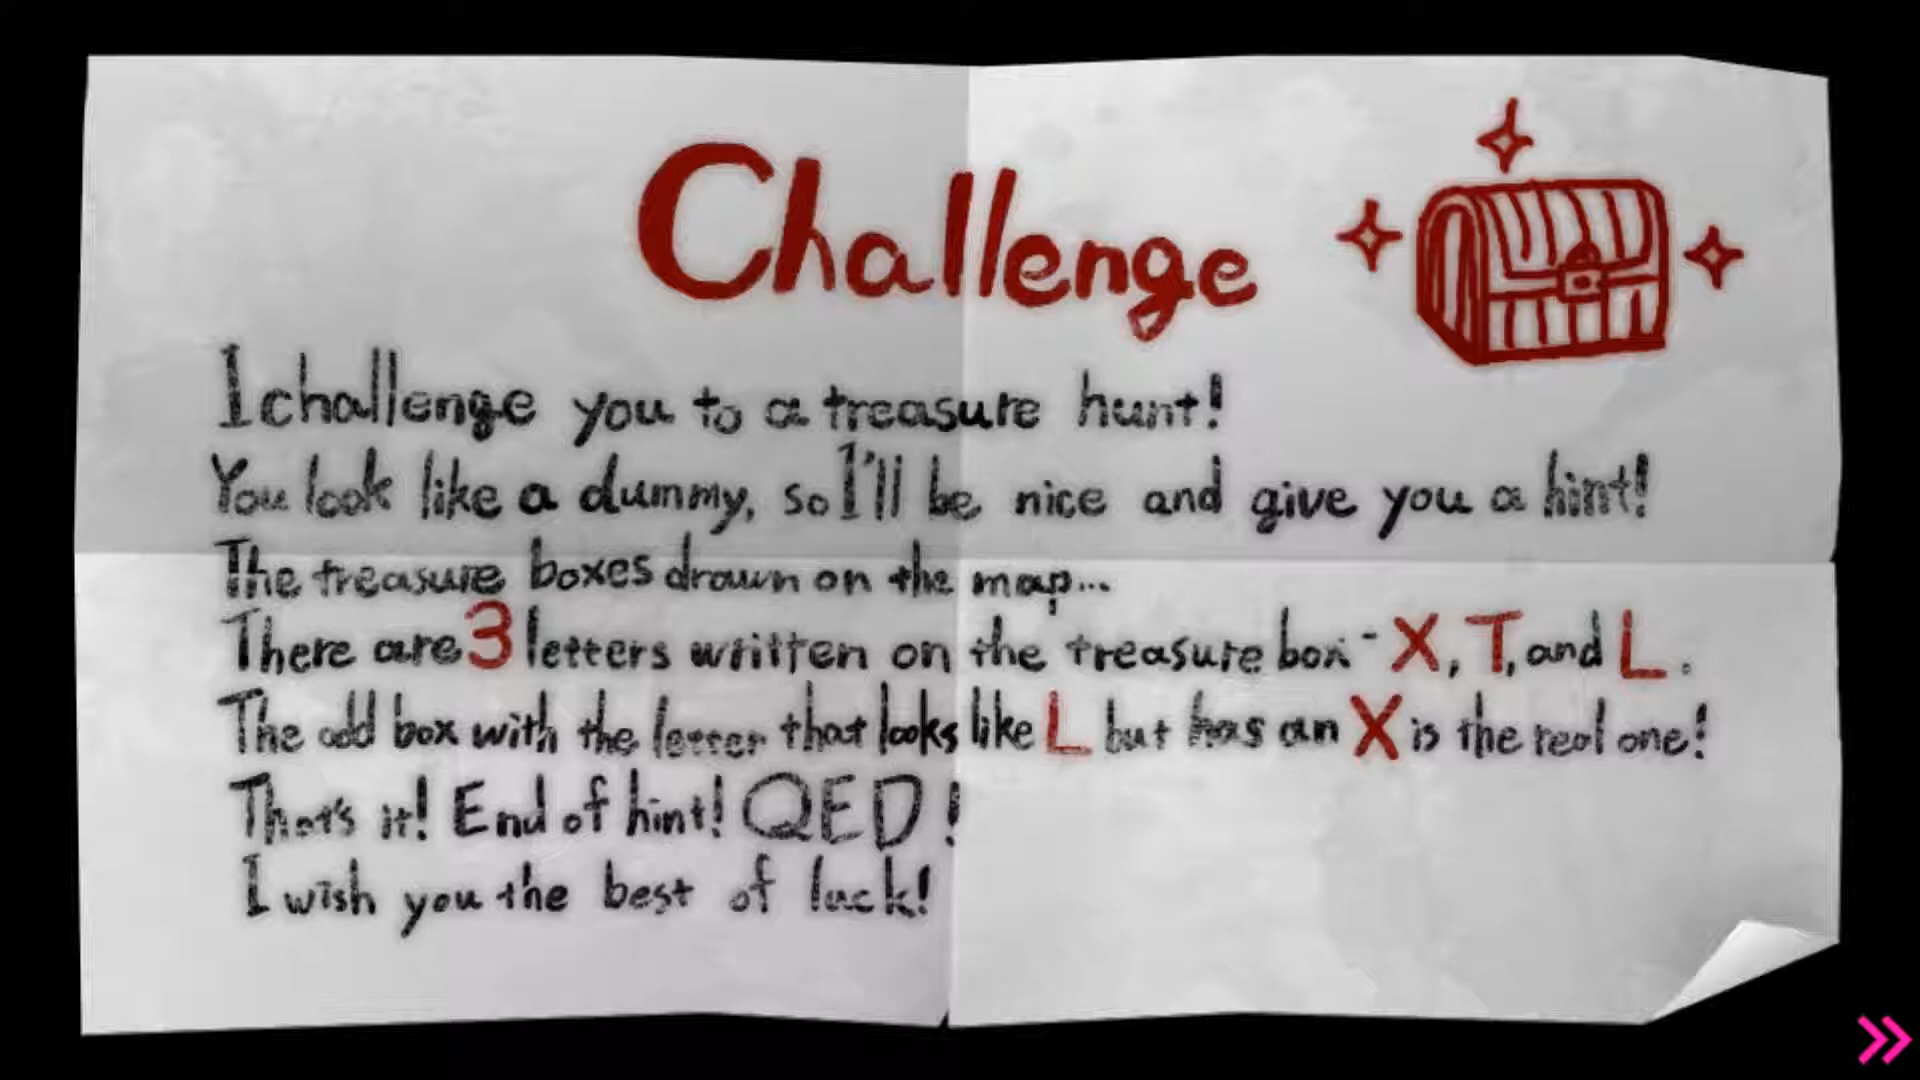 Challenge
I challenge you to a treasure hunt!
You look like a dummy, so I'll be nice and give you a hint!
The treasure boxes drawn on the map...
There are 3 letters written on the treasure box - X, T, and L.
The odd box with the letter that looks like L but has an X is the real one!
That's it! End of hint! QED!
I wish you the best of luck!